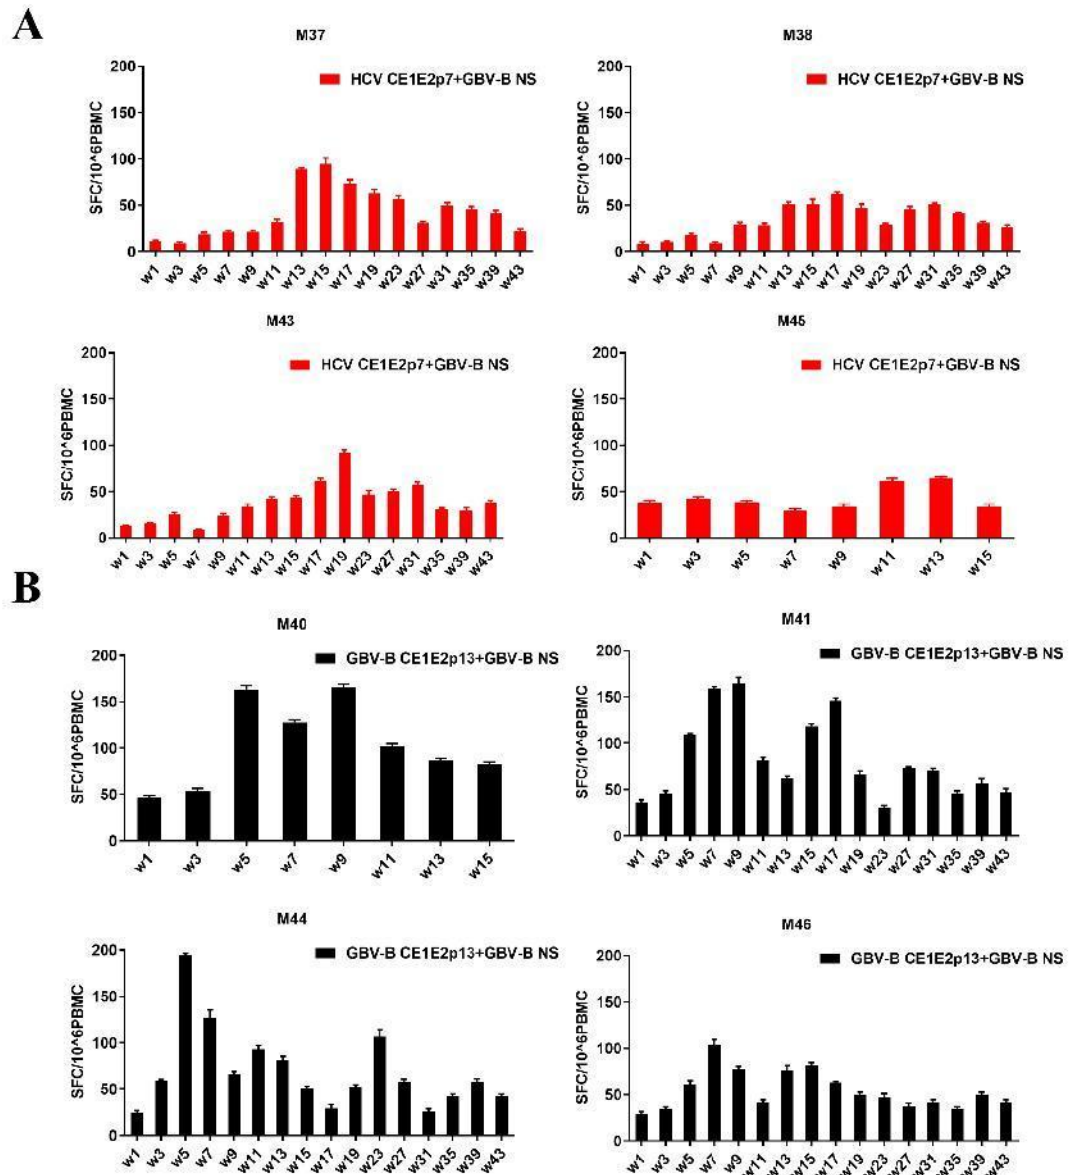 A
M37
HCV CE1E2p7+GBV-B NS
SFC/10^6PBMC
200
150
100
50
0
w1 w3 w5 w7 w9 w11 w13 w15 w17 w19 w23 w27 w31 w35 w39 w43
M38
HCV CE1E2p7+GBV-B NS
SFC/10^6PBMC
200
150
100
50
0
w1 w3 w5 w7 w9 w11 w13 w15 w17 w19 w23 w27 w31 w35 w39 w43
M43
HCV CE1E2p7+GBV-B NS
SFC/10^6PBMC
200
150
100
50
0
w1 w3 w5 w7 w9 w11 w13 w15 w17 w19 w23 w27 w31 w35 w39 w43
M45
HCV CE1E2p7+GBV-B NS
SFC/10^6PBMC
200
150
100
50
0
w1 w3 w5 w7 w9 w11 w13 w15
B
M40
GBV-B CE1E2p13+GBV-B NS
SFC/10^6PBMC
200
150
100
50
0
w1 w3 w5 w7 w9 w11 w13 w15
M41
GBV-B CE1E2p13+GBV-B NS
SFC/10^6PBMC
200
150
100
50
0
w1 w3 w5 w7 w9 w11 w13 w15 w17 w19 w23 w27 w31 w35 w39 w43
M44
GBV-B CE1E2p13+GBV-B NS
SFC/10^6PBMC
200
150
100
50
0
w1 w3 w5 w7 w9 w11 w13 w15 w17 w19 w23 w27 w31 w35 w39 w43
M46
GBV-B CE1E2p13+GBV-B NS
SFC/10^6PBMC
200
150
100
50
0
w1 w3 w5 w7 w9 w11 w13 w15 w17 w19 w23 w27 w31 w35 w39 w43